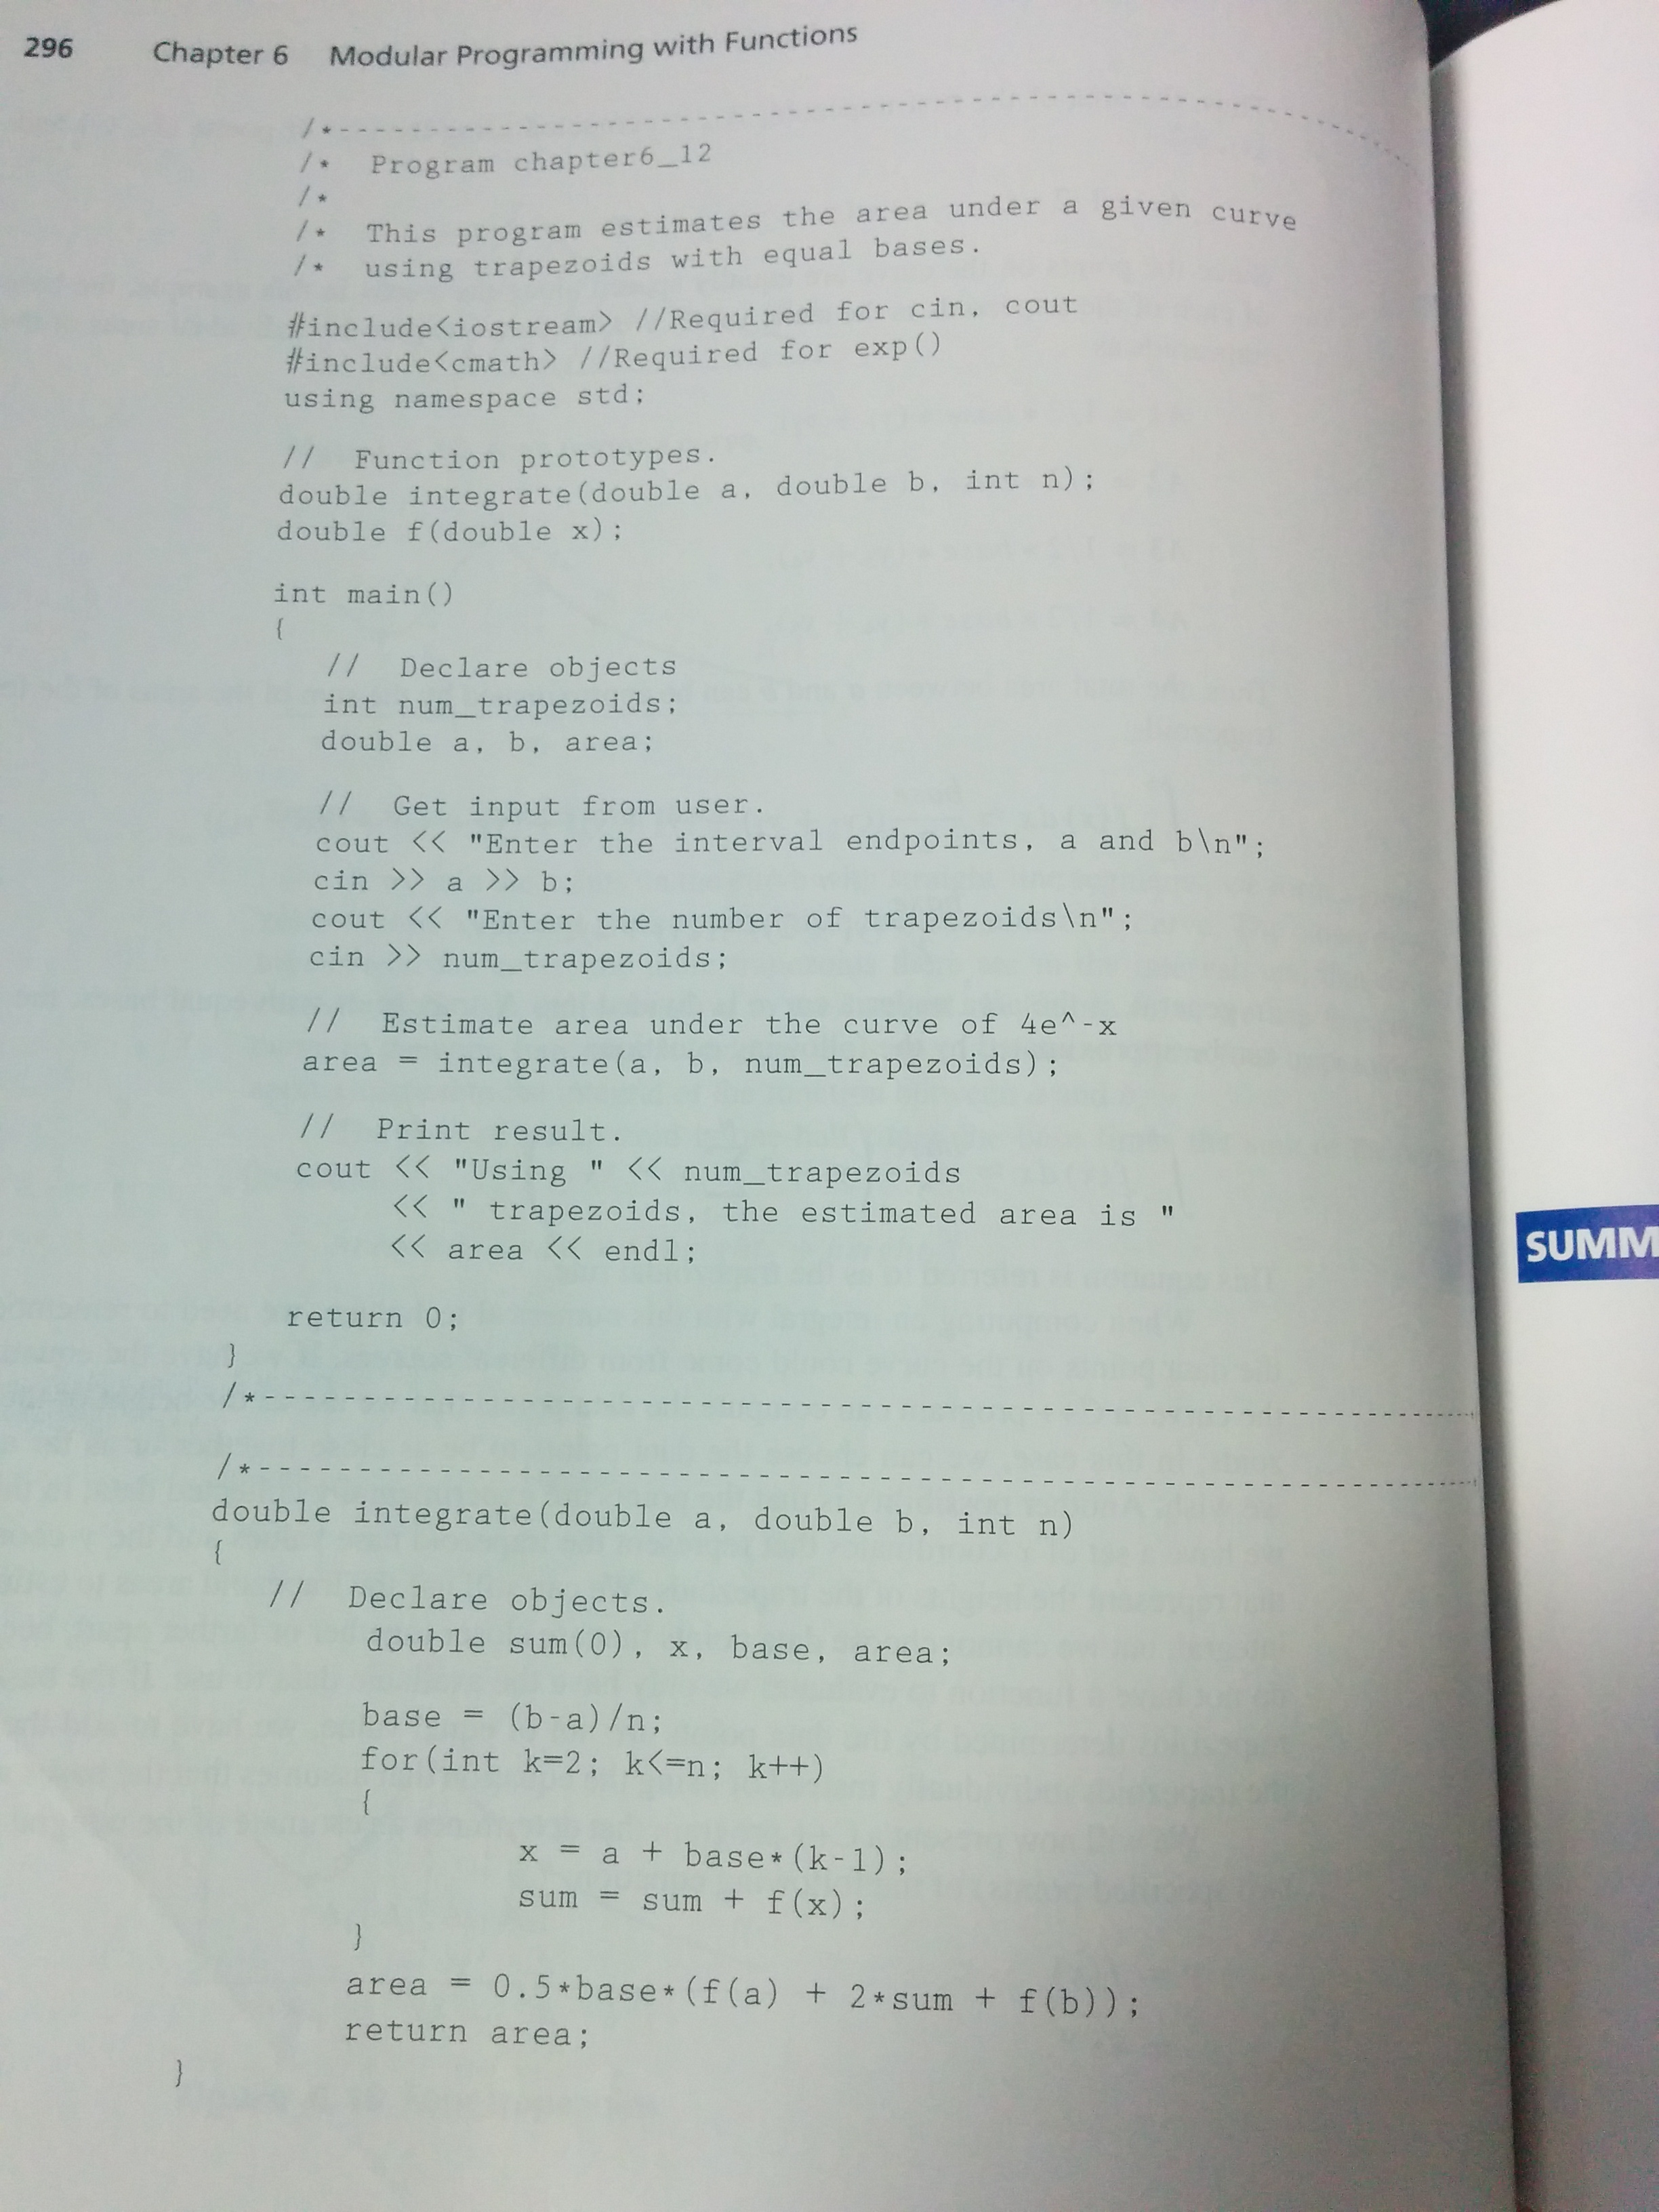 296 Chapter 6 Modular Programming with Functions
/*--------------------------------------------------------------
/* Program chapter6_12
/*
/* This program estimates the area under a given curve
/* using trapezoids with equal bases.
#include<iostream> //Required for cin, cout
#include<cmath> //Required for exp()
using namespace std;
// Function prototypes.
double integrate(double a, double b, int n);
double f(double x);
int main()
{
// Declare objects
int num_trapezoids;
double a, b, area;
// Get input from user.
cout << "Enter the interval endpoints, a and b\n";
cin >> a >> b;
cout << "Enter the number of trapezoids\n";
cin >> num_trapezoids;
// Estimate area under the curve of 4e^-x
area = integrate(a, b, num_trapezoids);
// Print result.
cout << "Using " << num_trapezoids
<< " trapezoids, the estimated area is "
<< area << endl;
return 0;
}
/*--------------------------------------------------------------
/*--------------------------------------------------------------
double integrate(double a, double b, int n)
{
// Declare objects.
double sum(0), x, base, area;
base = (b-a)/n;
for(int k=2; k<=n; k++)
{
x = a + base*(k-1);
sum = sum + f(x);
}
area = 0.5*base*(f(a) + 2*sum + f(b));
return area;
}
SUMM